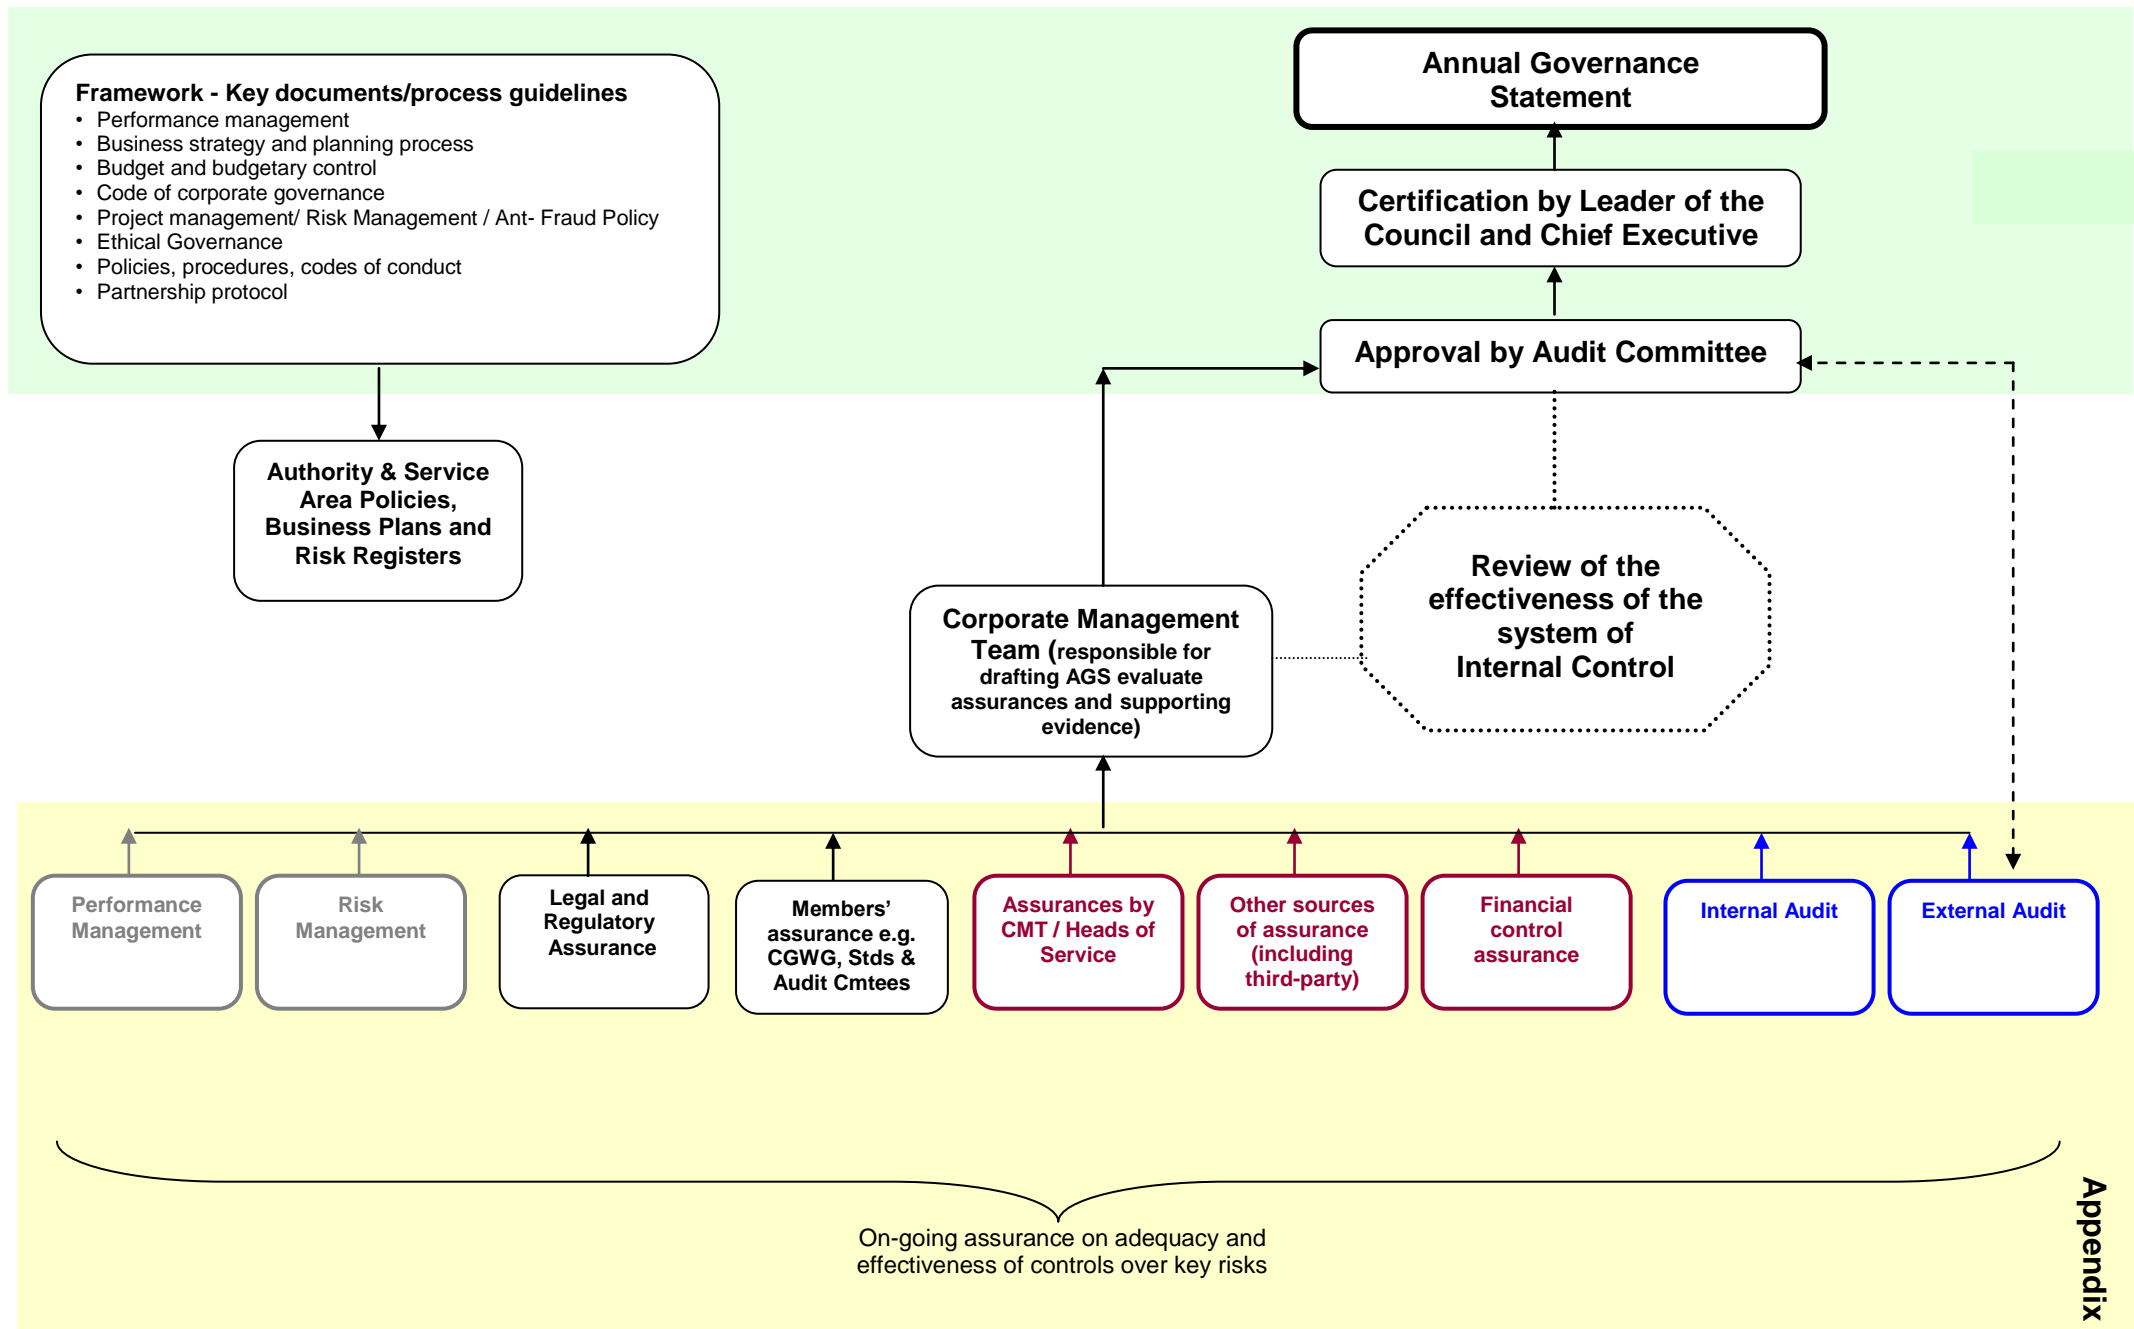 Framework - Key documents/process guidelines
• Performance management
• Business strategy and planning process
• Budget and budgetary control
• Code of corporate governance
• Project management/ Risk Management / Ant- Fraud Policy
• Ethical Governance
• Policies, procedures, codes of conduct
• Partnership protocol
Annual Governance
Statement
Certification by Leader of the
Council and Chief Executive
Approval by Audit Committee
Authority & Service
Area Policies,
Business Plans and
Risk Registers
Review of the
effectiveness of the
system of
Internal Control
Corporate Management
Team (responsible for
drafting AGS evaluate
assurances and supporting
evidence)
Performance
Management
Risk
Management
Legal and
Regulatory
Assurance
Members’
assurance e.g.
CGWG, Stds &
Audit Cmtees
Assurances by
CMT / Heads of
Service
Other sources
of assurance
(including
third-party)
Financial
control
assurance
Internal Audit
External Audit
On-going assurance on adequacy and
effectiveness of controls over key risks
Appendix